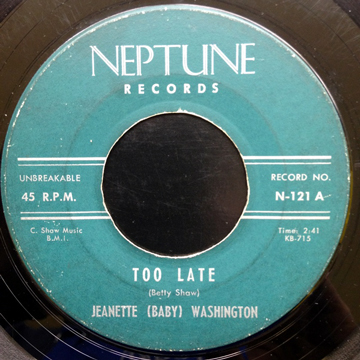 NEPTUNE
RECORDS
UNBREAKABLE
45 R.P.M.
RECORD NO.
N-121 A
C. Shaw Music
B.M.I.
Time: 2:41
KB-715
TOO LATE
(Betty Shaw)
JEANETTE (BABY) WASHINGTON